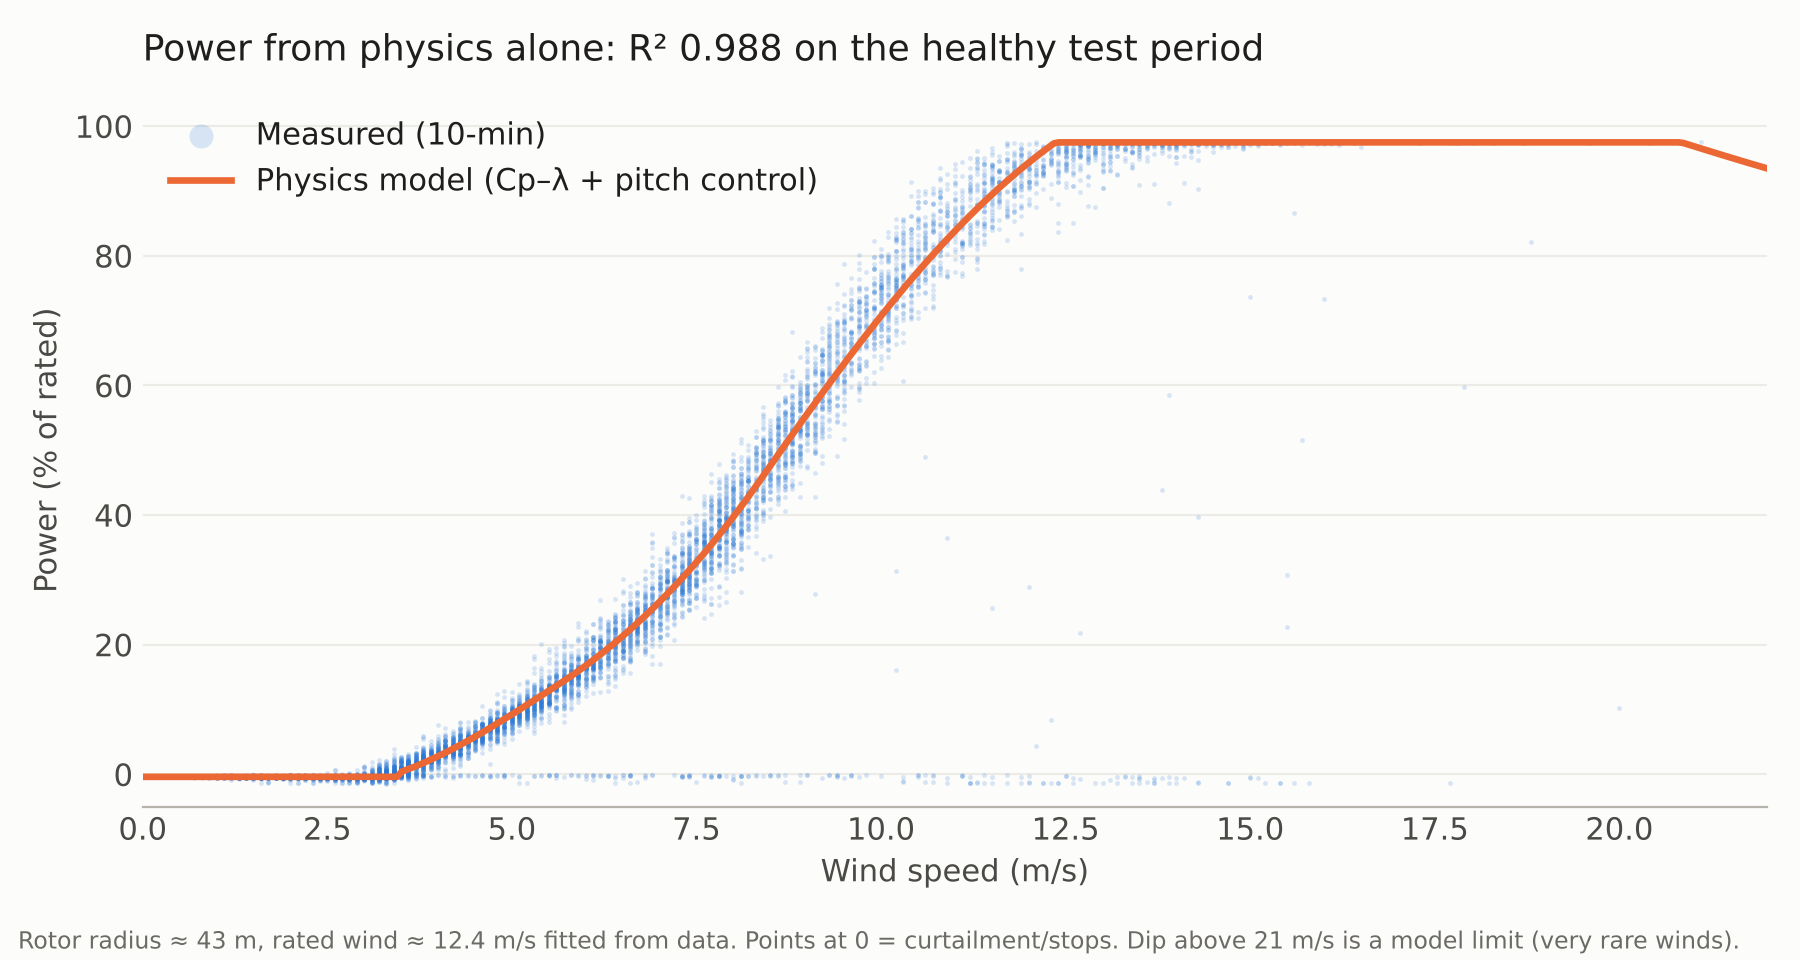 Power from physics alone: R² 0.988 on the healthy test period
Measured (10-min)
Physics model (Cp–λ + pitch control)
Power (% of rated)
100
80
60
40
20
0
0.0 2.5 5.0 7.5 10.0 12.5 15.0 17.5 20.0
Wind speed (m/s)
Rotor radius ≈ 43 m, rated wind ≈ 12.4 m/s fitted from data. Points at 0 = curtailment/stops. Dip above 21 m/s is a model limit (very rare winds).